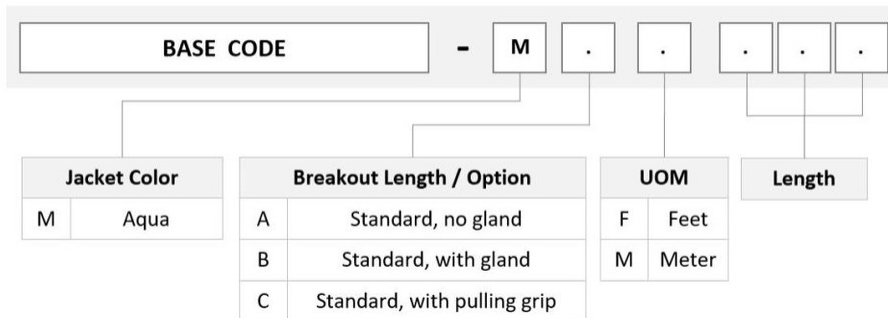 BASE CODE - M . . . . .
Jacket Color Breakout Length / Option UOM Length
M Aqua A Standard, no gland F Feet
B Standard, with gland M Meter
C Standard, with pulling grip